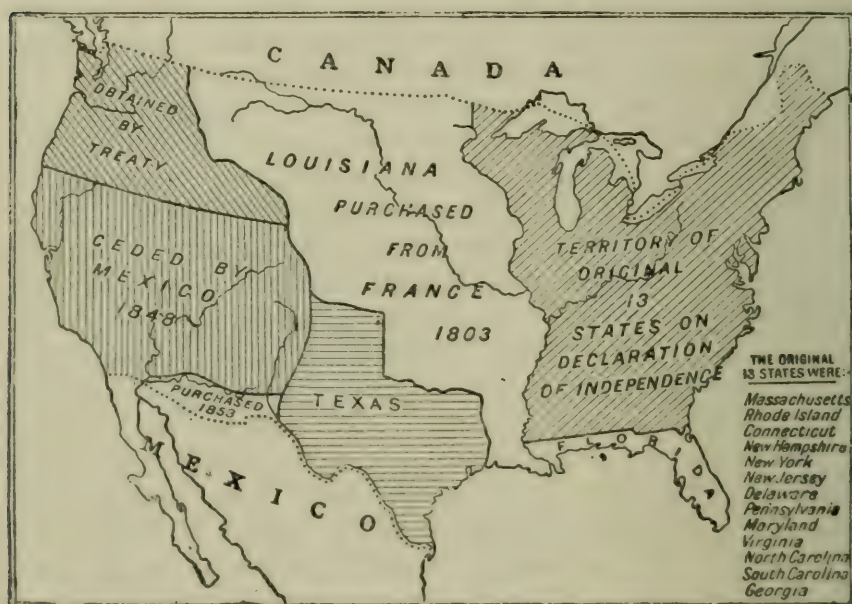 CANADA
OBTAINED
BY
TREATY
LOUISIANA
PURCHASED
FROM
FRANCE
1803
CEDED BY
MEXICO
1848
TERRITORY OF
ORIGINAL
13
STATES ON
DECLARATION
OF INDEPENDENCE
PURCHASED
1853
TEXAS
FLORIDA
MEXICO
THE ORIGINAL
13 STATES WERE:-
Massachusetts
Rhode Island
Connecticut
New Hampshire
New York
New Jersey
Delaware
Pennsylvania
Maryland
Virginia
North Carolina
South Carolina
Georgia